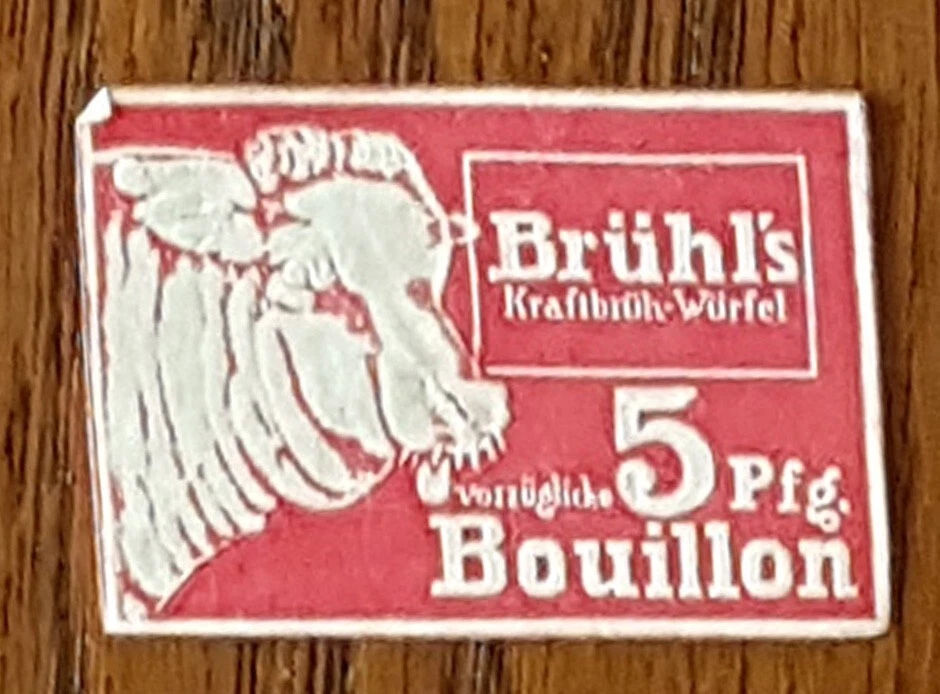 Brühl's
Kraftbrüh-Würfel
vorzügliche 5 Pfg.
Bouillon